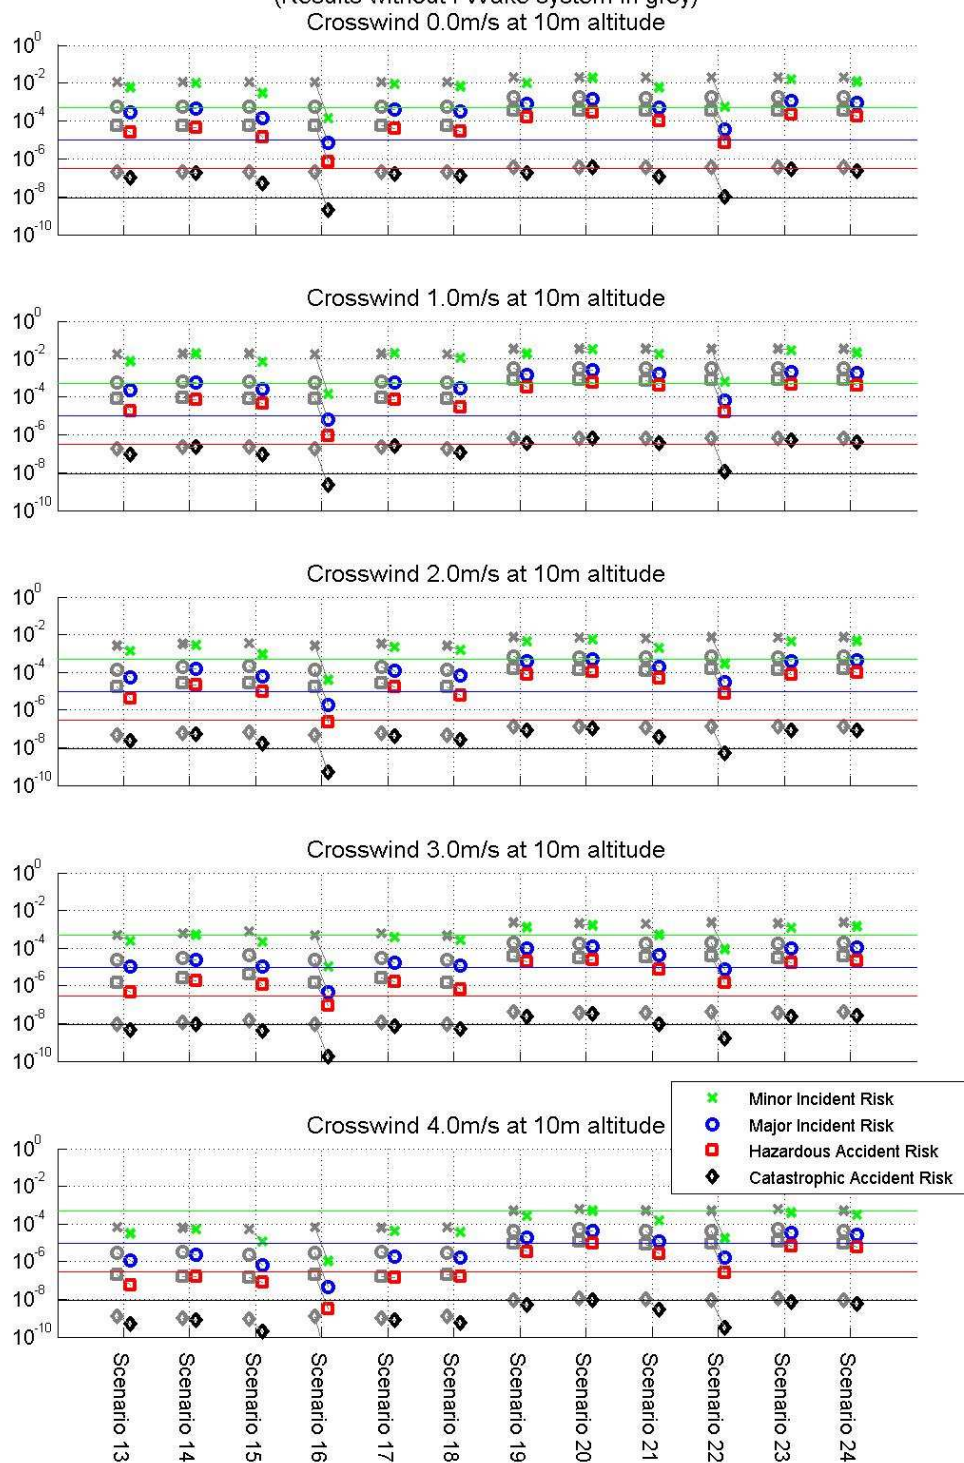 Crosswind 0.0m/s at 10m altitude
10^0
10^-2
10^-4
10^-6
10^-8
10^-10
Crosswind 1.0m/s at 10m altitude
10^0
10^-2
10^-4
10^-6
10^-8
10^-10
Crosswind 2.0m/s at 10m altitude
10^0
10^-2
10^-4
10^-6
10^-8
10^-10
Crosswind 3.0m/s at 10m altitude
10^0
10^-2
10^-4
10^-6
10^-8
10^-10
Minor Incident Risk
Major Incident Risk
Hazardous Accident Risk
Catastrophic Accident Risk
Crosswind 4.0m/s at 10m altitude
10^0
10^-2
10^-4
10^-6
10^-8
10^-10
Scenario 13
Scenario 14
Scenario 15
Scenario 16
Scenario 17
Scenario 18
Scenario 19
Scenario 20
Scenario 21
Scenario 22
Scenario 23
Scenario 24